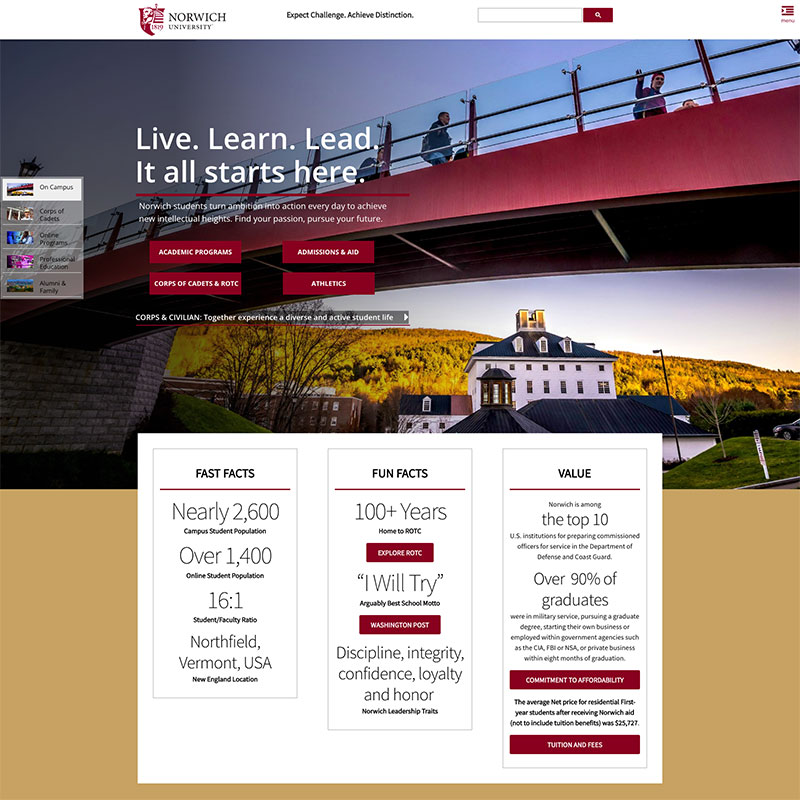 1819
NORWICH
UNIVERSITY
Expect Challenge. Achieve Distinction.
menu
Live. Learn. Lead.
It all starts here.
Norwich students turn ambition into action every day to achieve
new intellectual heights. Find your passion, pursue your future.
ACADEMIC PROGRAMS
ADMISSIONS & AID
CORPS OF CADETS & ROTC
ATHLETICS
CORPS & CIVILIAN: Together experience a diverse and active student life
On Campus
Corps of
Cadets
Online
Programs
Professional
Education
Alumni &
Family
FAST FACTS
Nearly 2,600
Campus Student Population
Over 1,400
Online Student Population
16:1
Student/Faculty Ratio
Northfield,
Vermont, USA
New England Location
FUN FACTS
100+ Years
Home to ROTC
EXPLORE ROTC
“I Will Try”
Arguably Best School Motto
WASHINGTON POST
Discipline, integrity,
confidence, loyalty
and honor
Norwich Leadership Traits
VALUE
Norwich is among
the top 10
U.S. institutions for preparing commissioned
officers for service in the Department of
Defense and Coast Guard.
Over 90% of
graduates
were in military service, pursuing a graduate
degree, starting their own business or
employed within government agencies such
as the CIA, FBI or NSA, or private business
within eight months of graduation.
COMMITMENT TO AFFORDABILITY
The average Net price for residential First-
year students after receiving Norwich aid
(not to include tuition benefits) was $25,727.
TUITION AND FEES